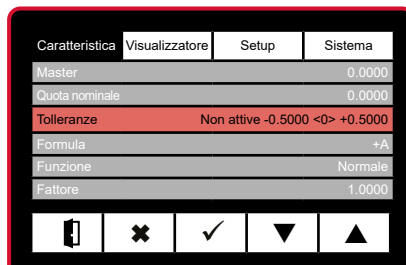 Caratteristica Visualizzatore Setup Sistema
Master 0.0000
Quota nominale 0.0000
Tolleranze Non attive -0.5000 <0> +0.5000
Formula +A
Funzione Normale
Fattore 1.0000